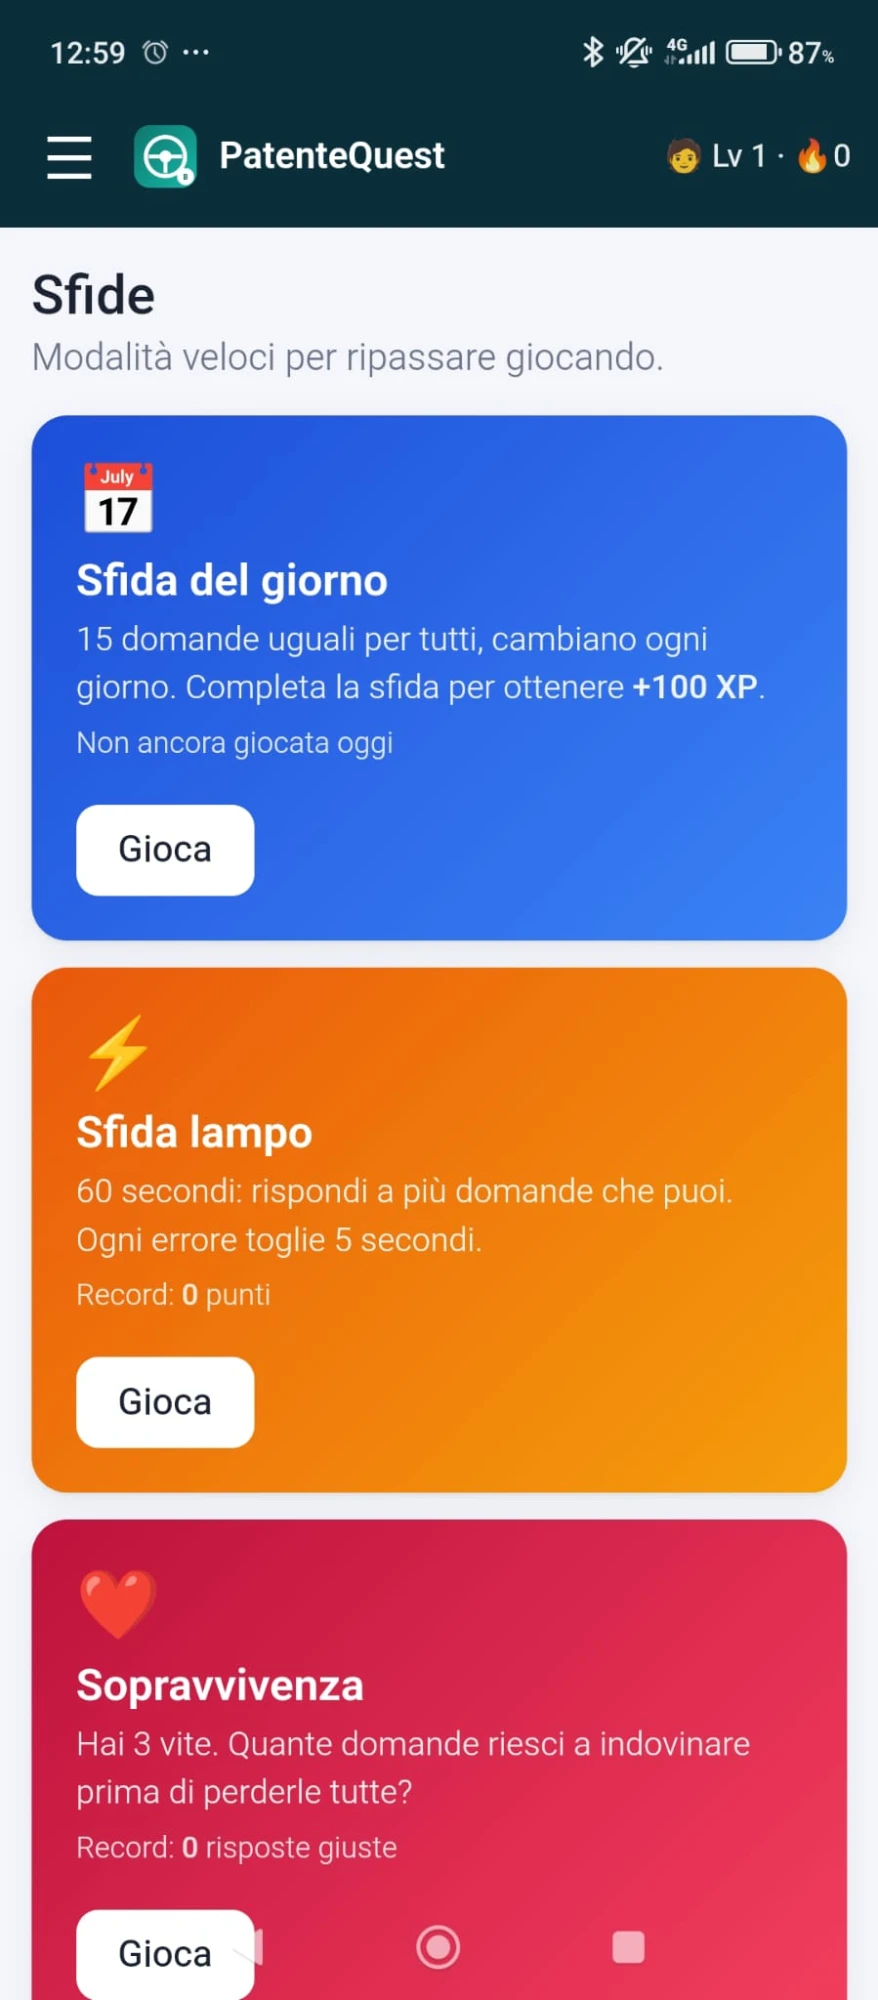 12:59
4G
87%
PatenteQuest
Lv 1 · 🔥0
Sfide
Modalità veloci per ripassare giocando.
July
17
Sfida del giorno
15 domande uguali per tutti, cambiano ogni
giorno. Completa la sfida per ottenere +100 XP.
Non ancora giocata oggi
Gioca
Sfida lampo
60 secondi: rispondi a più domande che puoi.
Ogni errore toglie 5 secondi.
Record: 0 punti
Gioca
Sopravvivenza
Hai 3 vite. Quante domande riesci a indovinare
prima di perderle tutte?
Record: 0 risposte giuste
Gioca